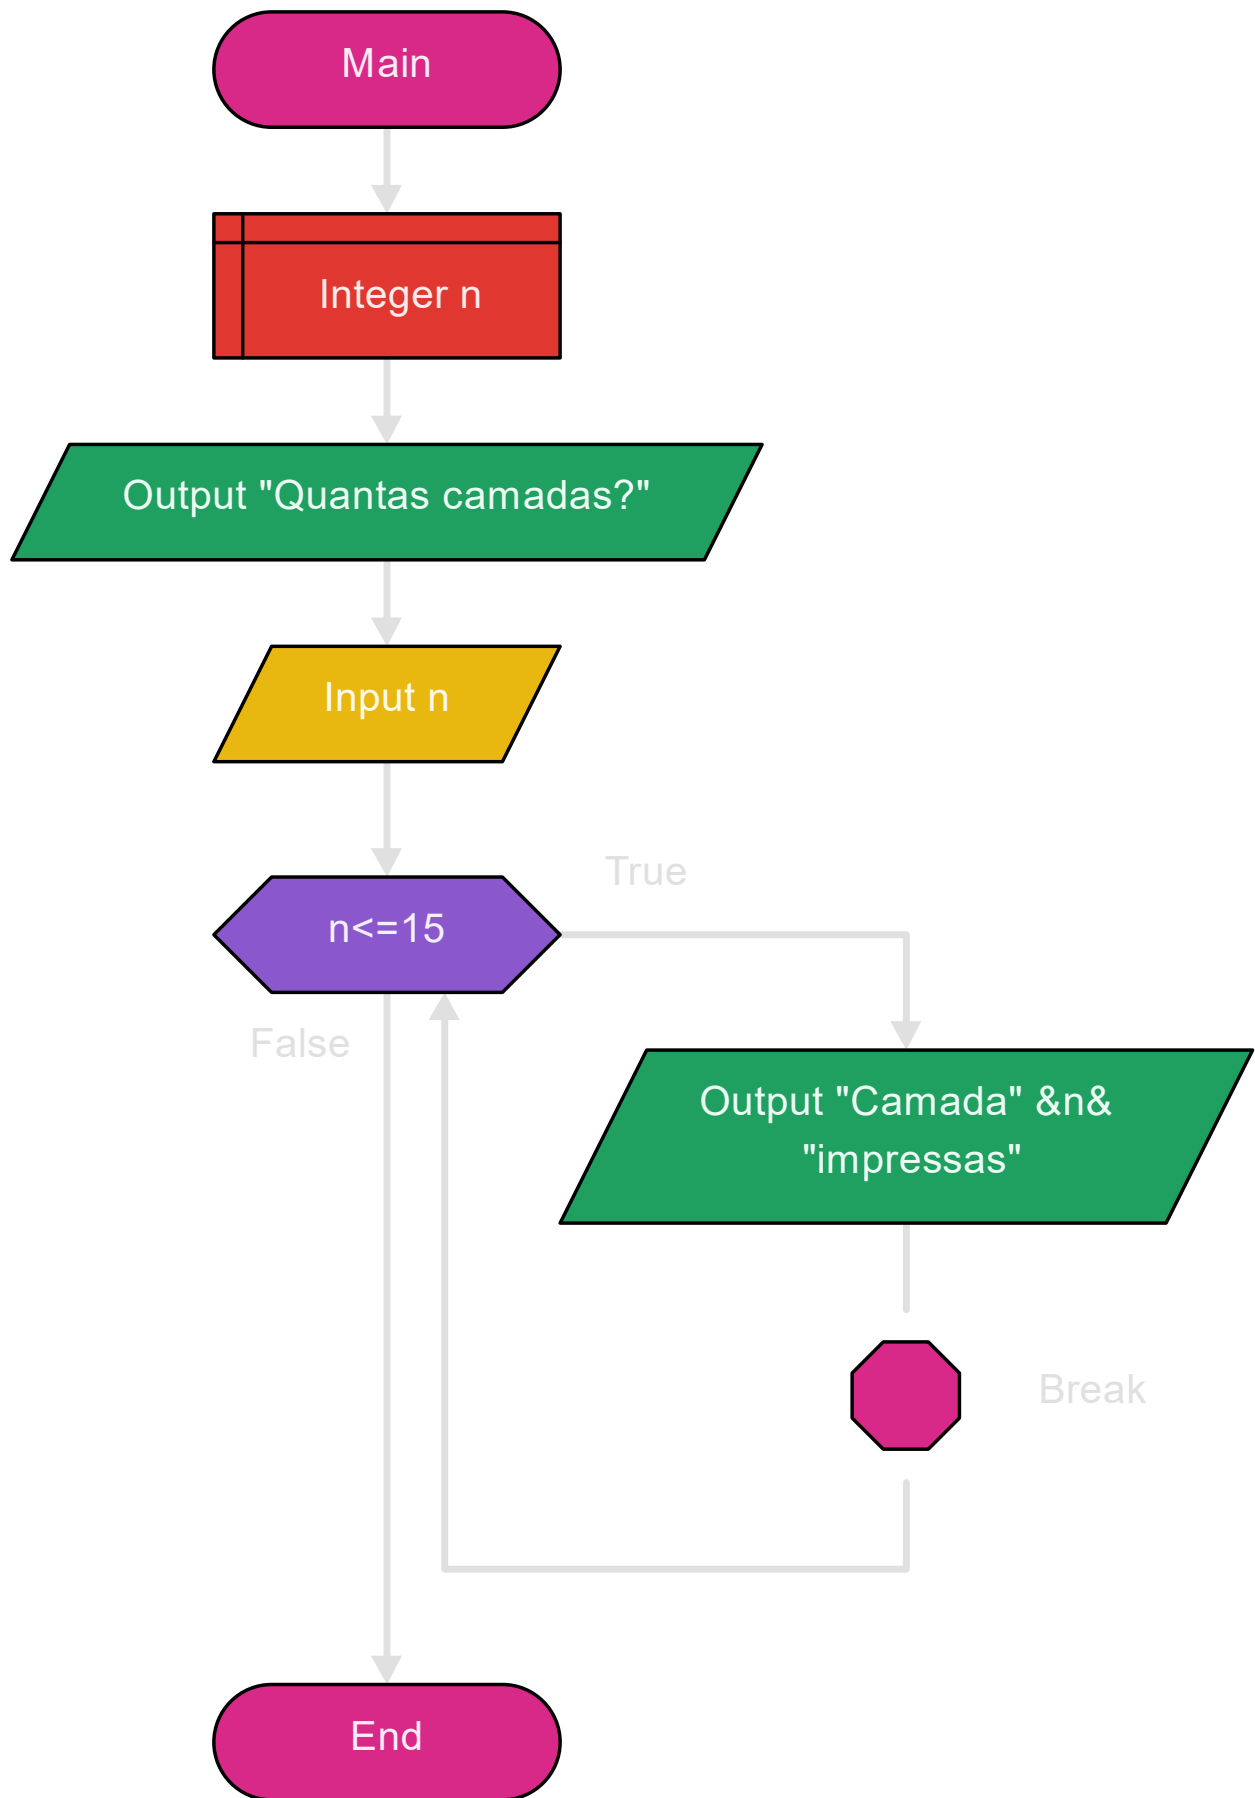 Main
Integer n
Output "Quantas camadas?"
Input n
True
n<=15
False
Output "Camada" &n&
"impressas"
Break
End